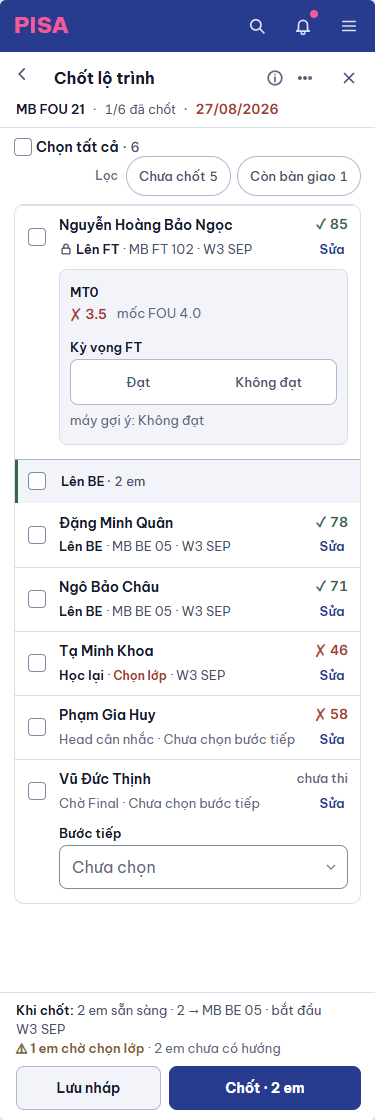 PISA
Chốt lộ trình
MB FOU 21 · 1/6 đã chốt · 27/08/2026
Chọn tất cả · 6
Lọc Chưa chốt 5 Còn bàn giao 1
Nguyễn Hoàng Bảo Ngọc ✓ 85
Lên FT · MB FT 102 · W3 SEP Sửa
MT0
✗ 3.5 mốc FOU 4.0
Kỳ vọng FT
Đạt Không đạt
máy gợi ý: Không đạt
Lên BE · 2 em
Đặng Minh Quân ✓ 78
Lên BE · MB BE 05 · W3 SEP Sửa
Ngô Bảo Châu ✓ 71
Lên BE · MB BE 05 · W3 SEP Sửa
Tạ Minh Khoa ✗ 46
Học lại · Chọn lớp · W3 SEP Sửa
Phạm Gia Huy ✗ 58
Head cân nhắc · Chưa chọn bước tiếp Sửa
Vũ Đức Thịnh chưa thi
Chờ Final · Chưa chọn bước tiếp Sửa
Bước tiếp
Chưa chọn
Khi chốt: 2 em sẵn sàng · 2 → MB BE 05 · bắt đầu
W3 SEP
⚠ 1 em chờ chọn lớp · 2 em chưa có hướng
Lưu nháp Chốt · 2 em